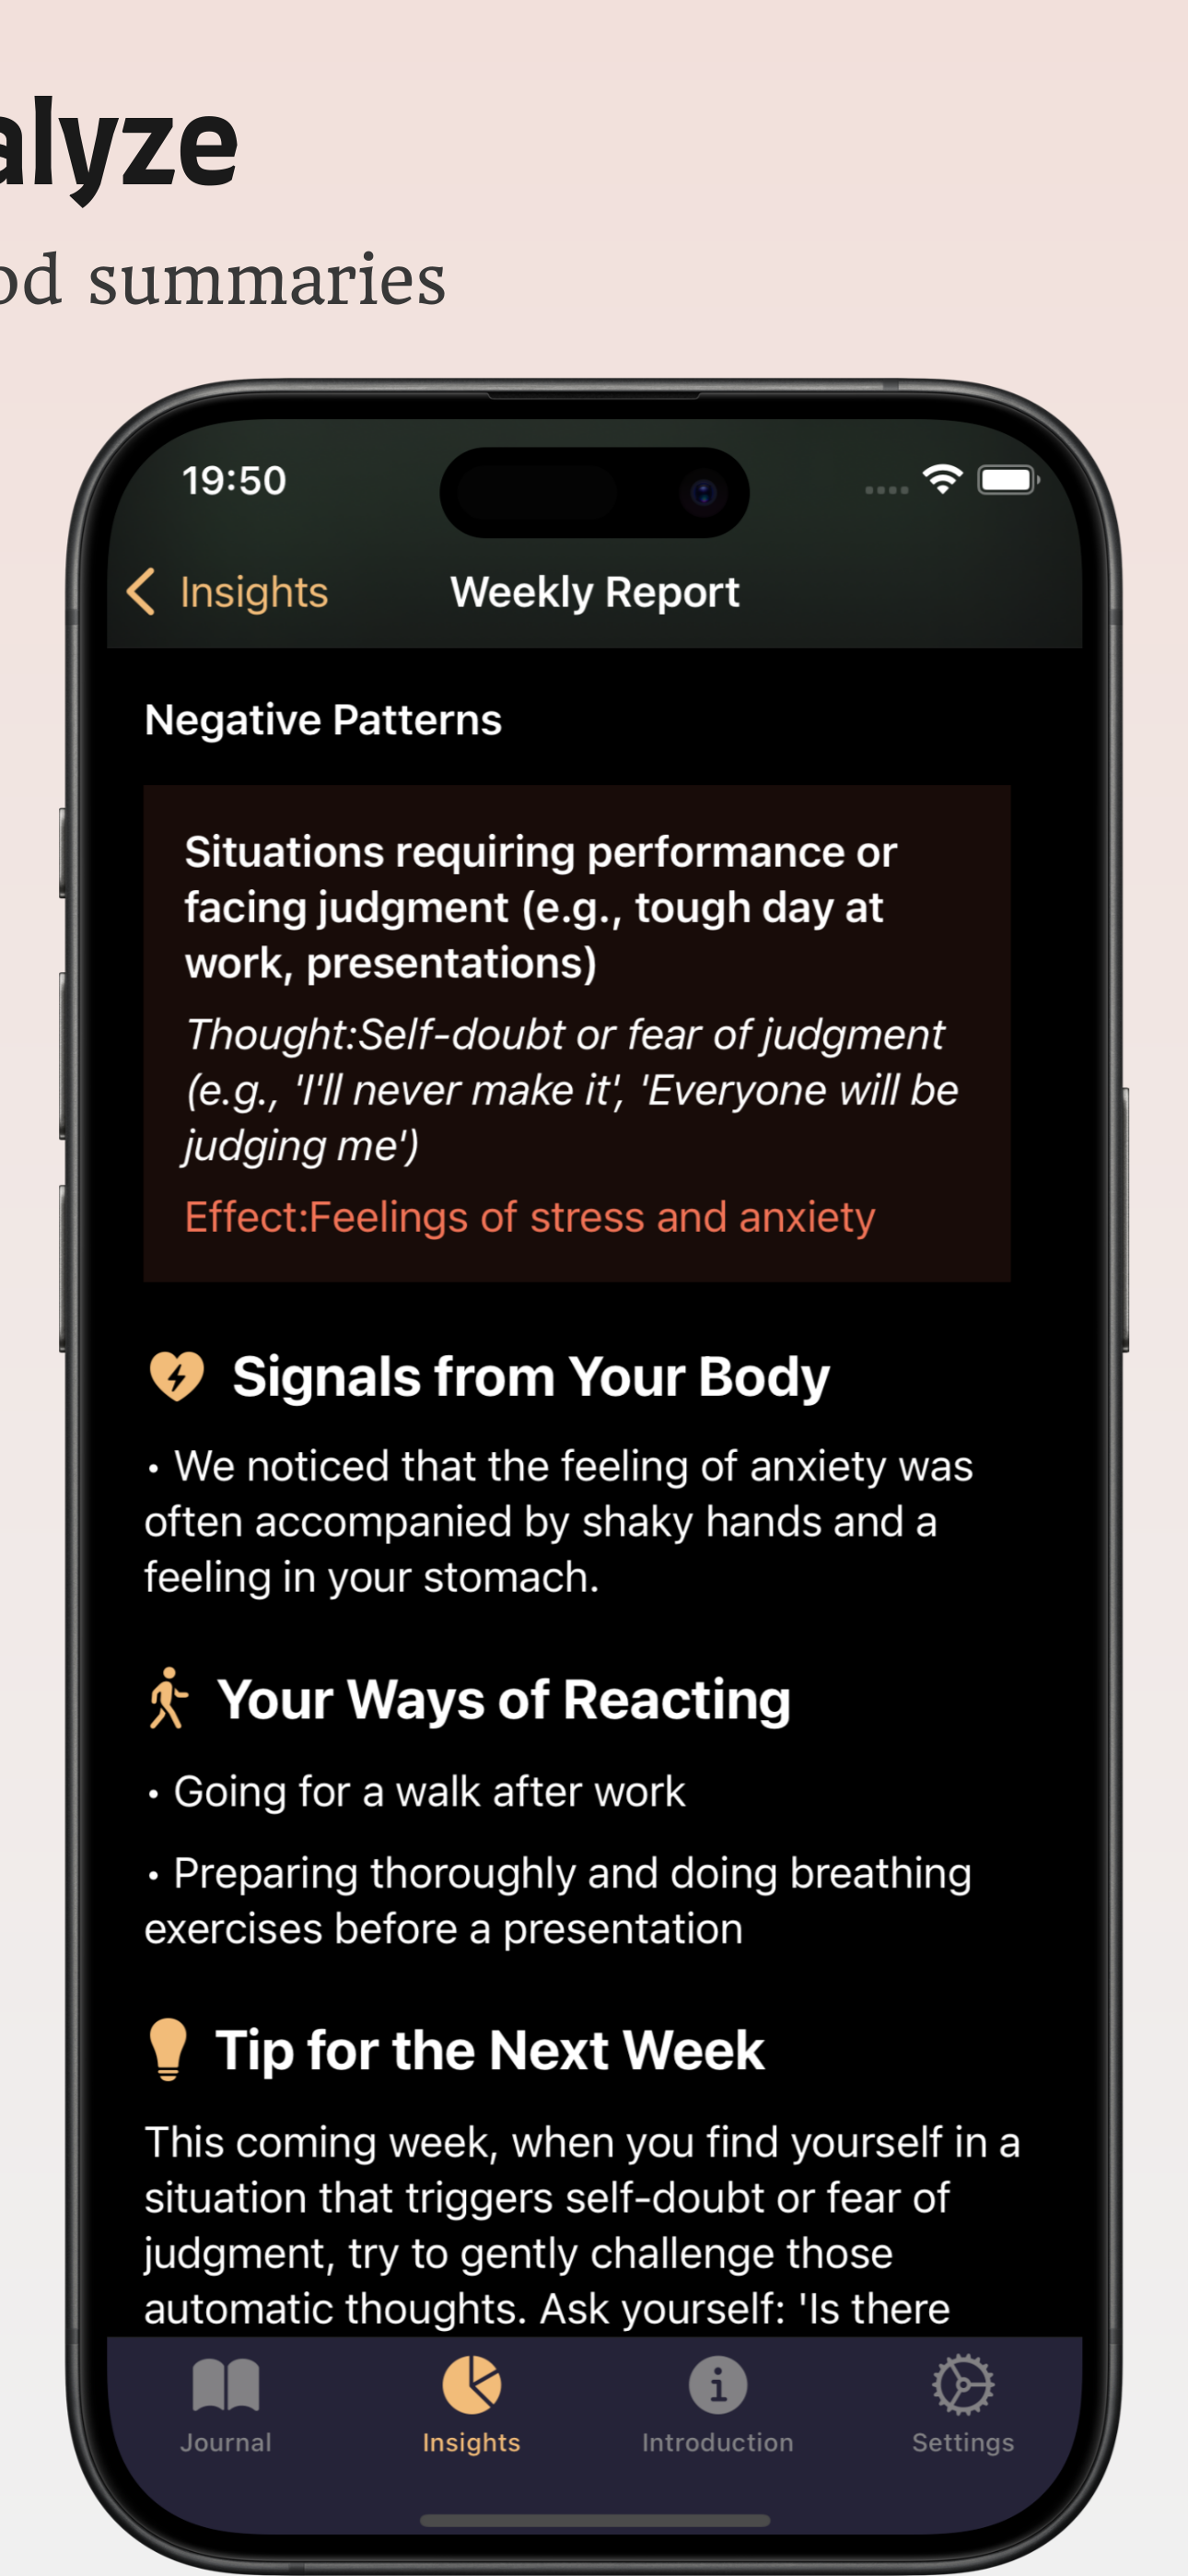 alyze
od summaries
19:50
Insights
Weekly Report
Negative Patterns
Situations requiring performance or
facing judgment (e.g., tough day at
work, presentations)
Thought:Self-doubt or fear of judgment
(e.g., 'I'll never make it', 'Everyone will be
judging me')
Effect:Feelings of stress and anxiety
Signals from Your Body
• We noticed that the feeling of anxiety was
often accompanied by shaky hands and a
feeling in your stomach.
Your Ways of Reacting
• Going for a walk after work
• Preparing thoroughly and doing breathing
exercises before a presentation
Tip for the Next Week
This coming week, when you find yourself in a
situation that triggers self-doubt or fear of
judgment, try to gently challenge those
automatic thoughts. Ask yourself: 'Is there
Journal
Insights
Introduction
Settings